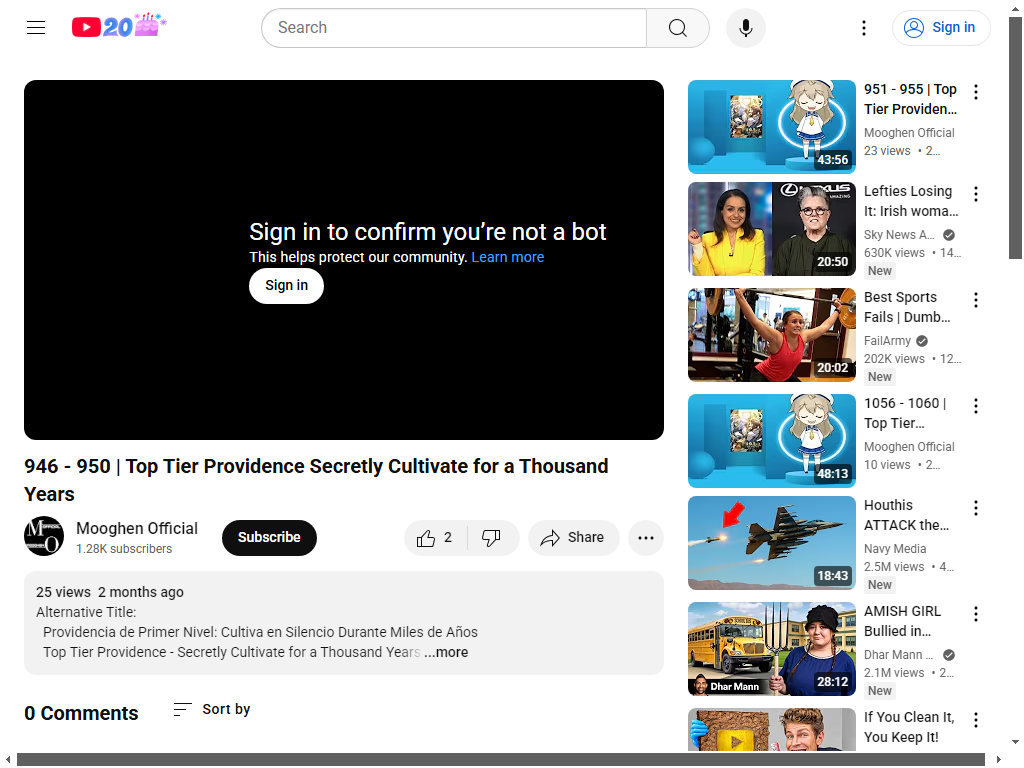 20
Search
Sign in
Sign in to confirm you're not a bot
This helps protect our community. Learn more
Sign in
946 - 950 | Top Tier Providence Secretly Cultivate for a Thousand
Years
Mooghen Official
1.28K subscribers
Subscribe
2
Share
25 views 2 months ago
Alternative Title:
Providencia de Primer Nivel: Cultiva en Silencio Durante Miles de Años
Top Tier Providence - Secretly Cultivate for a Thousand Years ...more
0 Comments
Sort by
43:56
951 - 955 | Top
Tier Providen...
Mooghen Official
23 views • 2...
LEXUS
AMAZING
20:50
Lefties Losing
It: Irish woma...
Sky News A...
630K views • 14...
New
20:02
Best Sports
Fails | Dumb...
FailArmy
202K views • 12...
New
48:13
1056 - 1060 |
Top Tier...
Mooghen Official
10 views • 2...
18:43
Houthis
ATTACK the...
Navy Media
2.5M views • 4...
New
Dhar Mann
28:12
AMISH GIRL
Bullied in...
Dhar Mann ...
2.1M views • 2...
New
If You Clean It,
You Keep It!